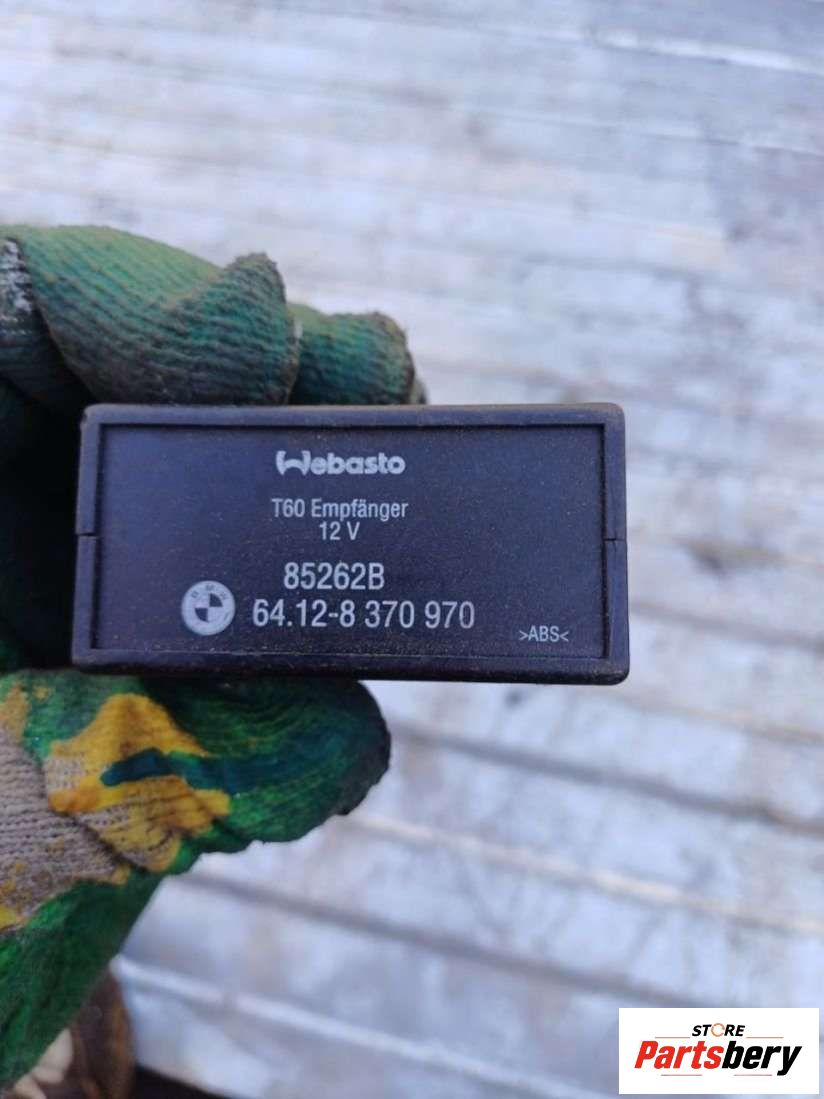 Webasto
T60 Empfänger
12 V
85262B
64.12-8 370 970
>ABS<
STORE
Partsbery